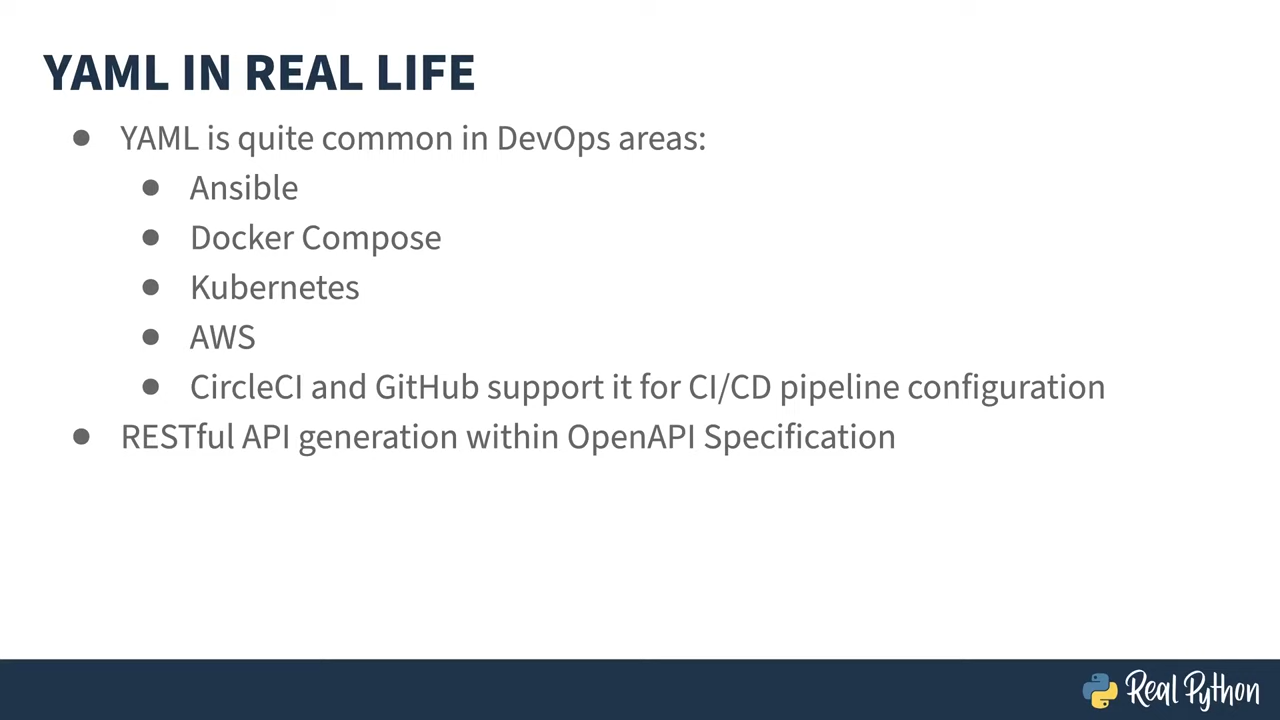 YAML IN REAL LIFE
● YAML is quite common in DevOps areas:
● Ansible
● Docker Compose
● Kubernetes
● AWS
● CircleCI and GitHub support it for CI/CD pipeline configuration
● RESTful API generation within OpenAPI Specification
Real Python